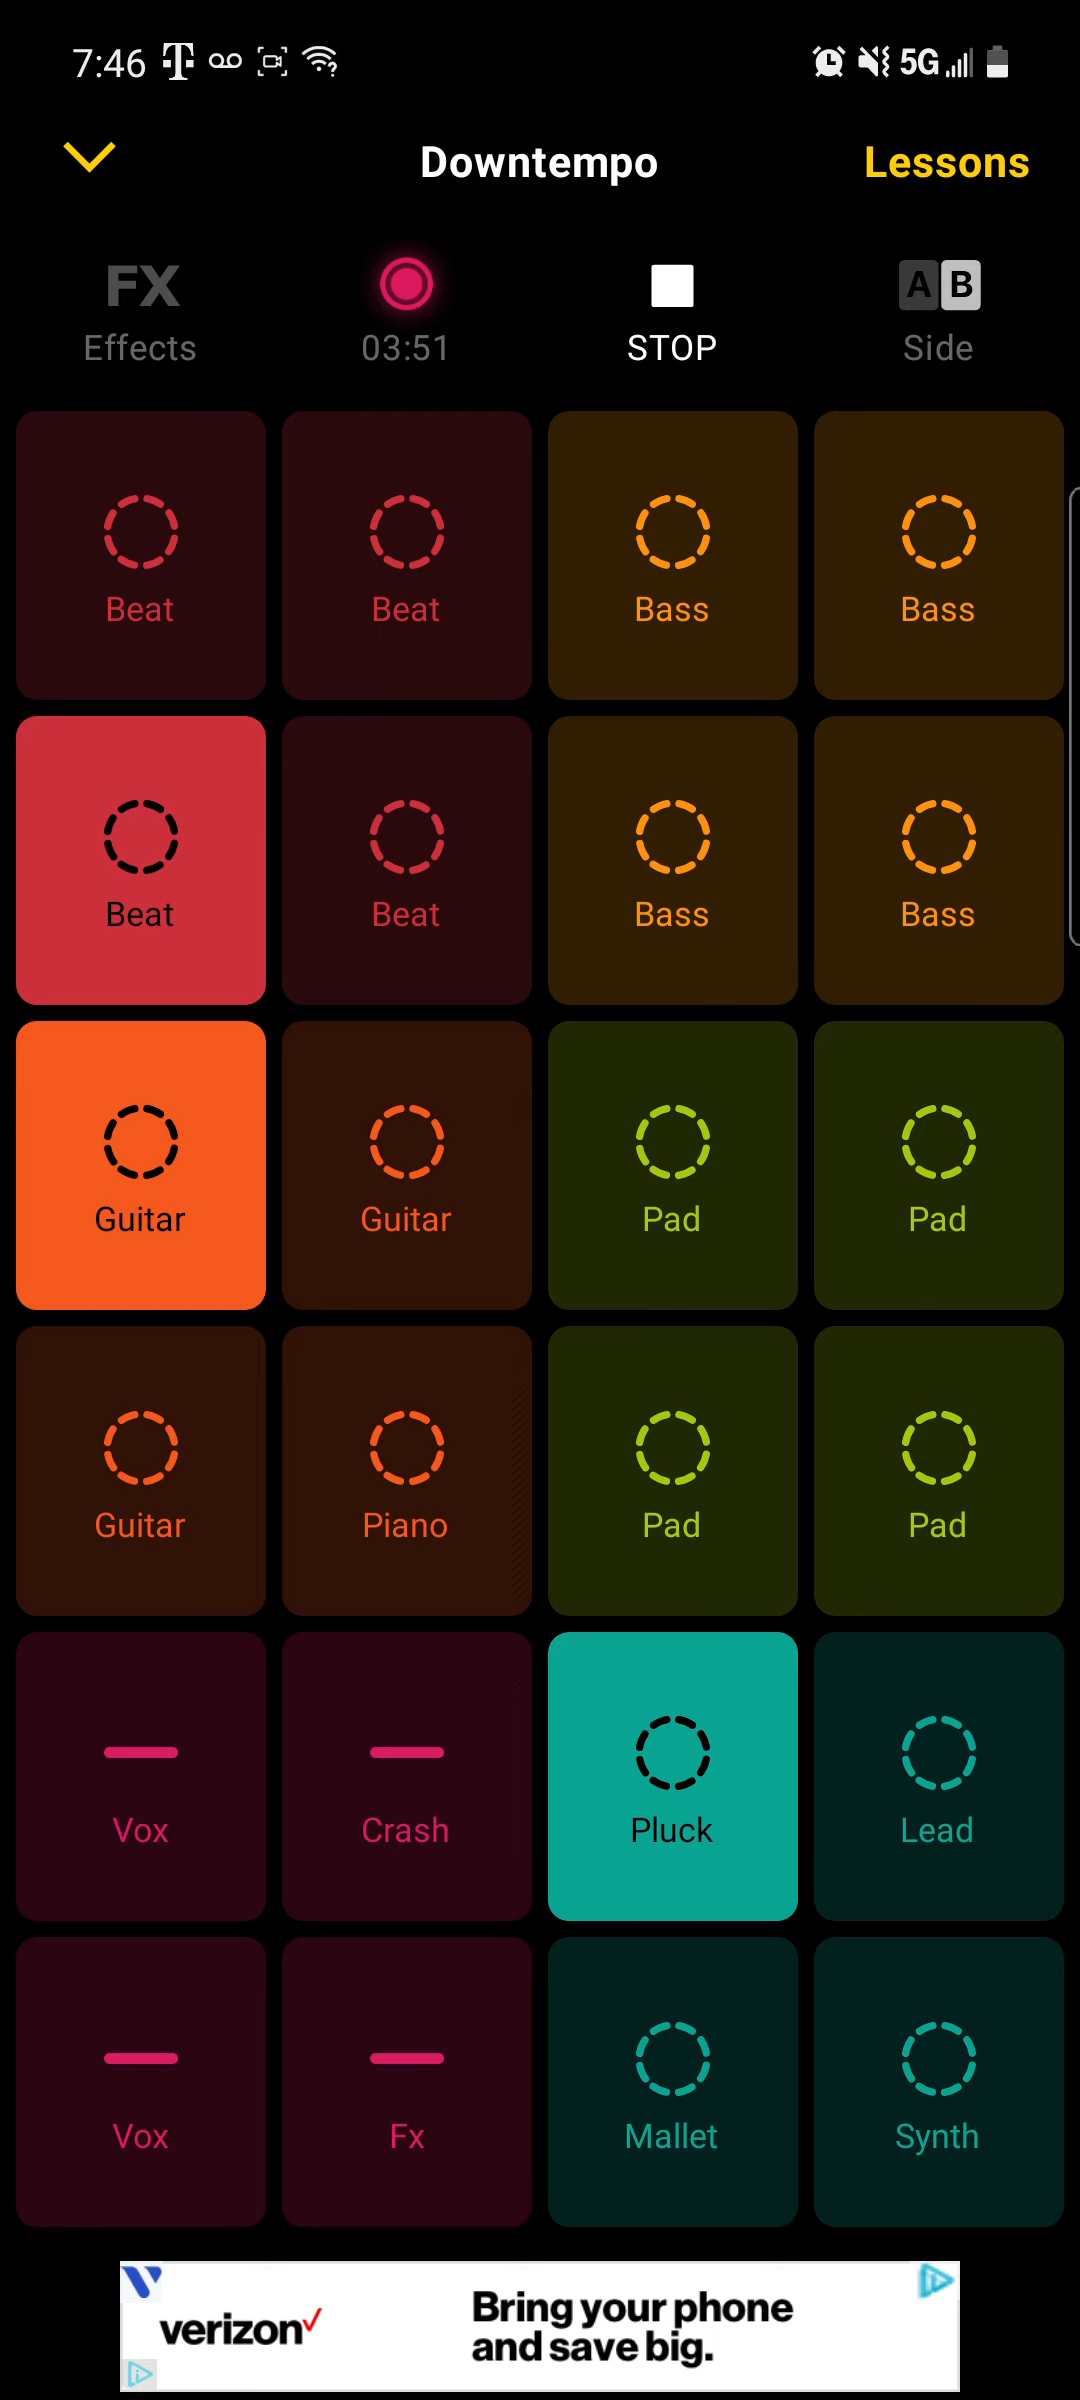 7:46
5G
Downtempo
Lessons
FX
A B
Effects
03:51
STOP
Side
Beat
Beat
Bass
Bass
Beat
Beat
Bass
Bass
Guitar
Guitar
Pad
Pad
Guitar
Piano
Pad
Pad
Vox
Crash
Pluck
Lead
Vox
Fx
Mallet
Synth
verizon
Bring your phone
and save big.